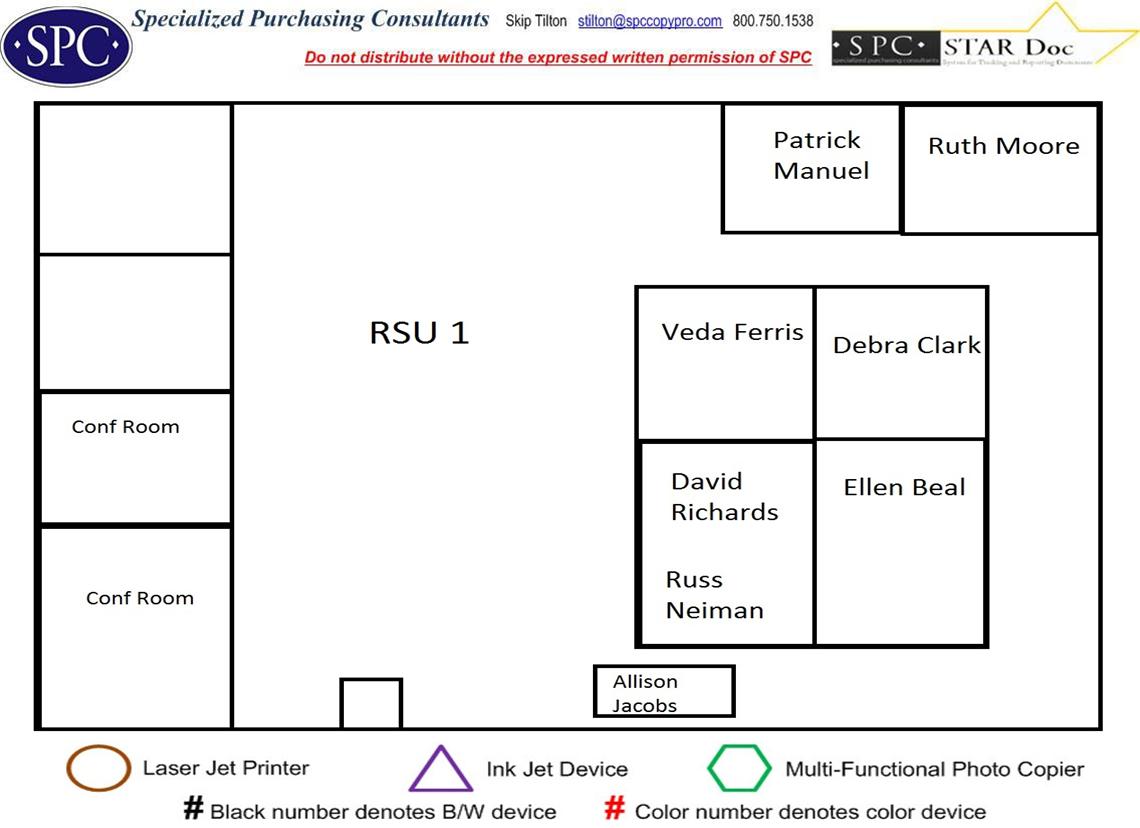 SPC
Specialized Purchasing Consultants Skip Tilton stilton@spccopypro.com 800.750.1538
Do not distribute without the expressed written permission of SPC
·SPC· STAR Doc
specialized purchasing consultants System for Tracking and Reporting Documents
Patrick
Manuel
Ruth Moore
RSU 1
Veda Ferris
Debra Clark
Conf Room
David
Richards
Ellen Beal
Russ
Neiman
Conf Room
Allison
Jacobs
Laser Jet Printer
Ink Jet Device
Multi-Functional Photo Copier
# Black number denotes B/W device
# Color number denotes color device